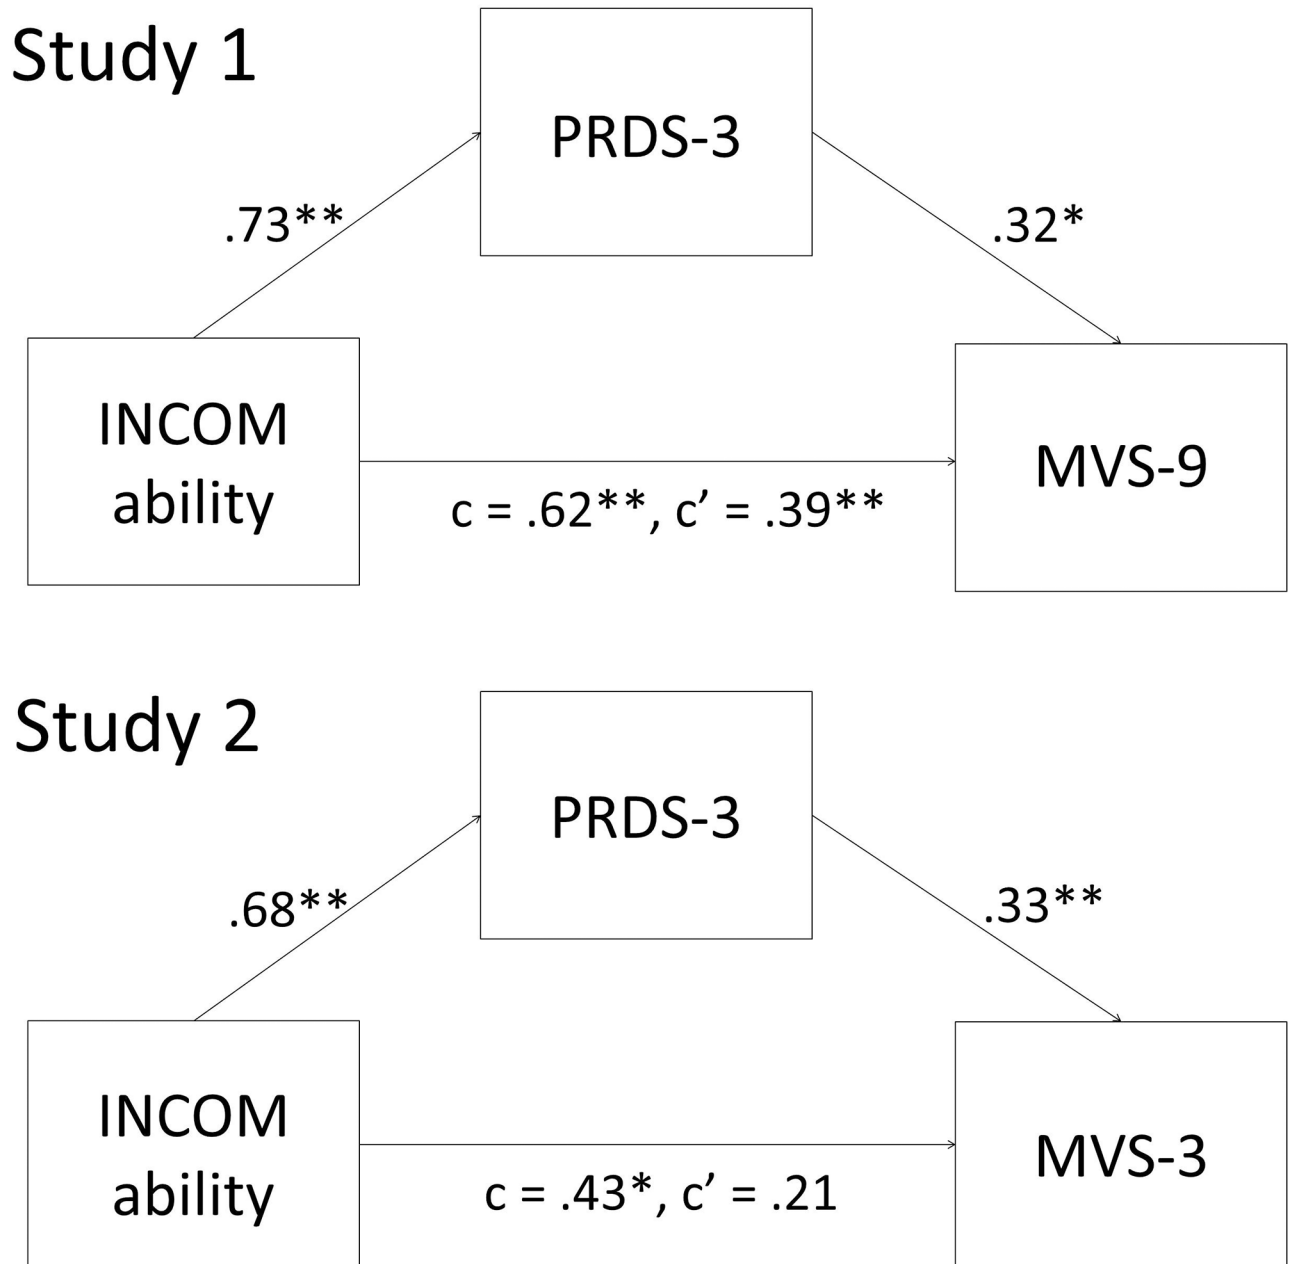 Study 1
PRDS-3
.73**
.32*
INCOM
ability
MVS-9
c = .62**, c’ = .39**
Study 2
PRDS-3
.68**
.33**
INCOM
ability
MVS-3
c = .43*, c’ = .21